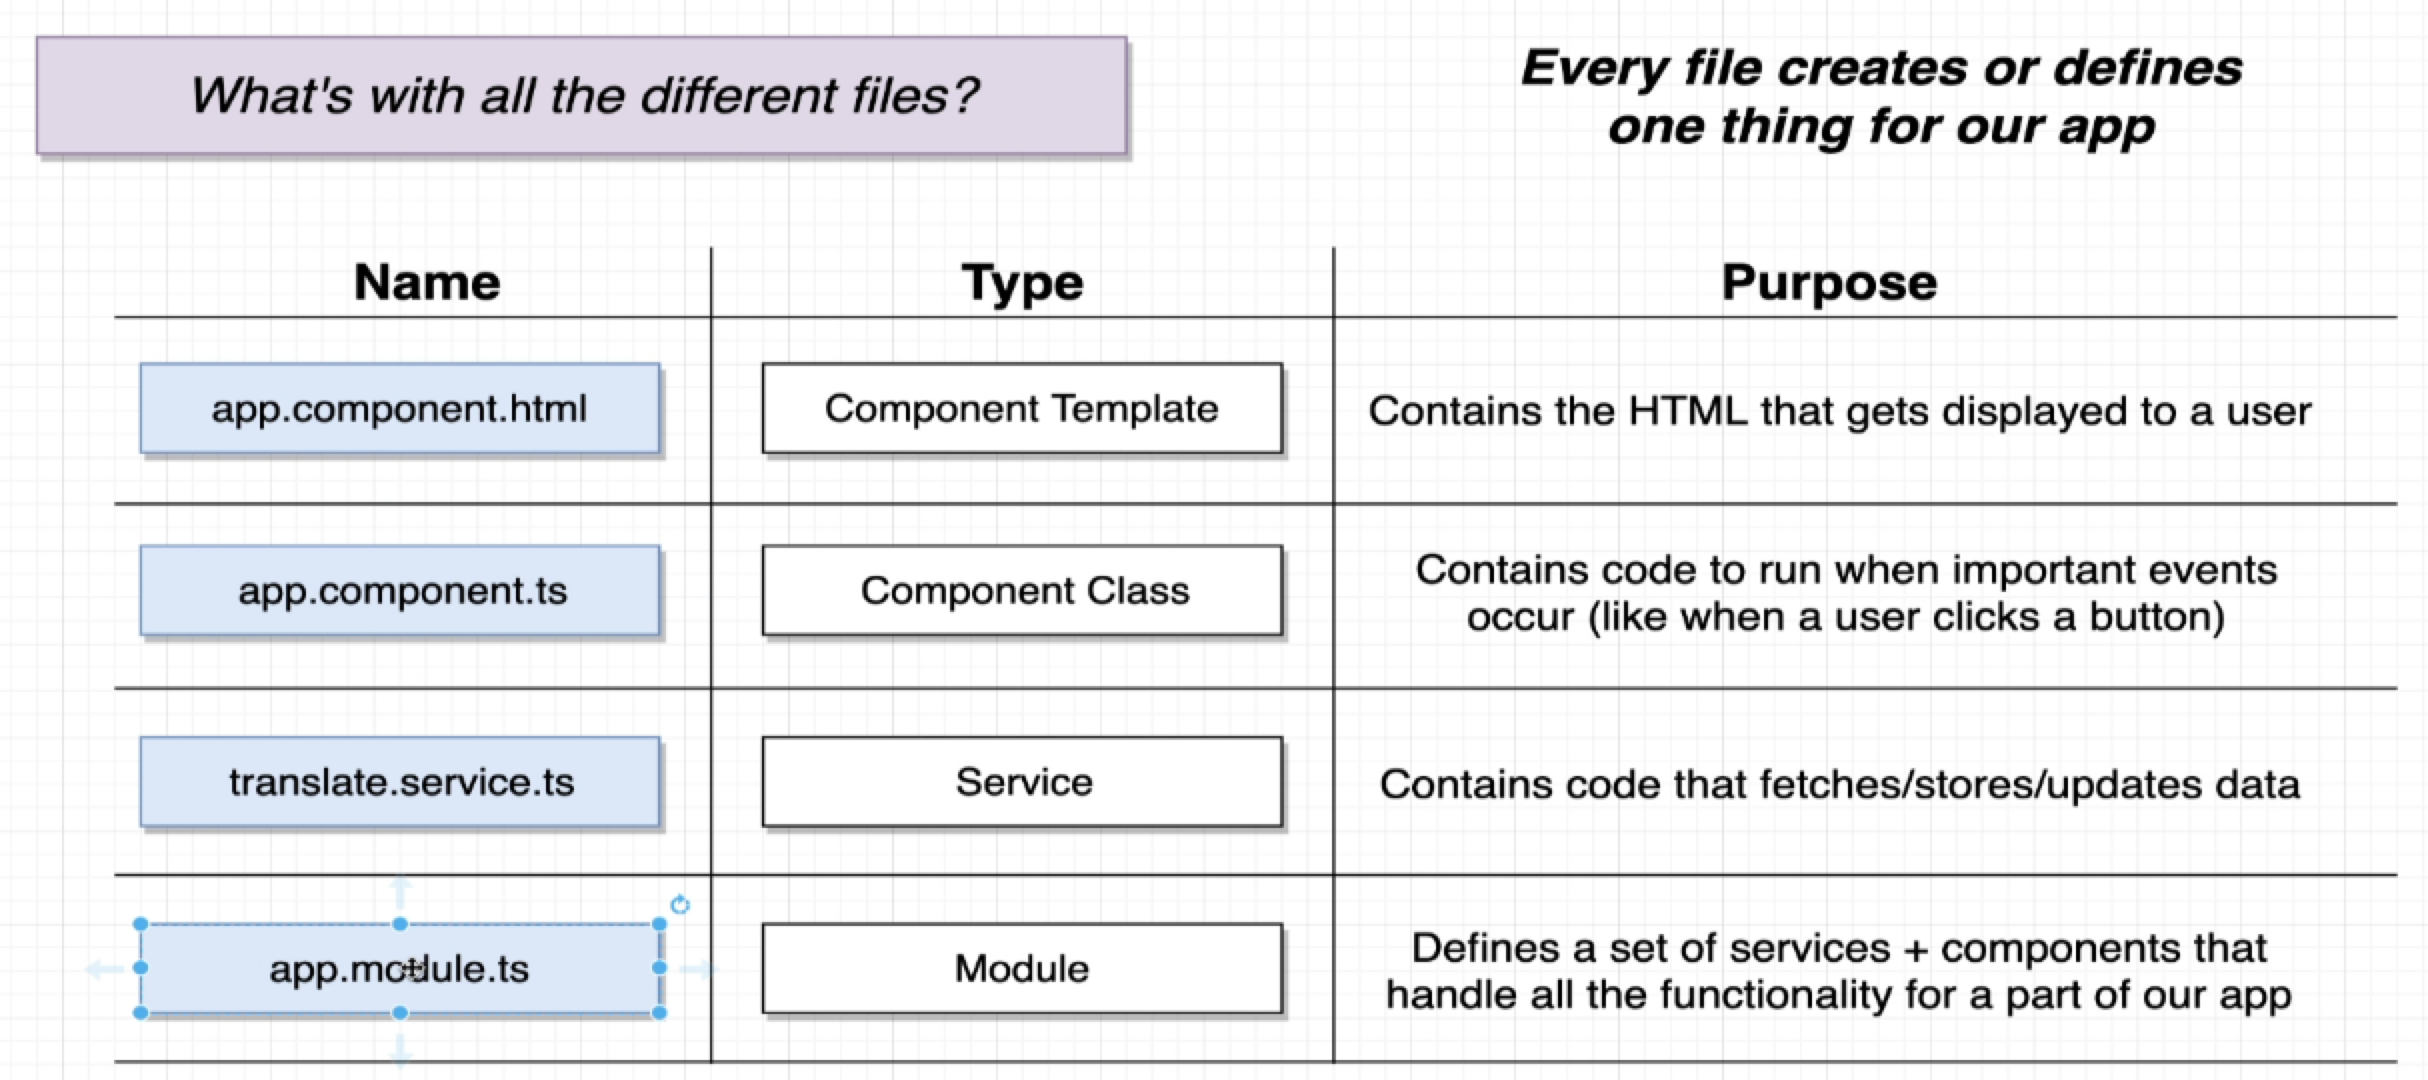 What's with all the different files?
Every file creates or defines
one thing for our app
Name
Type
Purpose
app.component.html
Component Template
Contains the HTML that gets displayed to a user
app.component.ts
Component Class
Contains code to run when important events
occur (like when a user clicks a button)
translate.service.ts
Service
Contains code that fetches/stores/updates data
app.module.ts
Module
Defines a set of services + components that
handle all the functionality for a part of our app